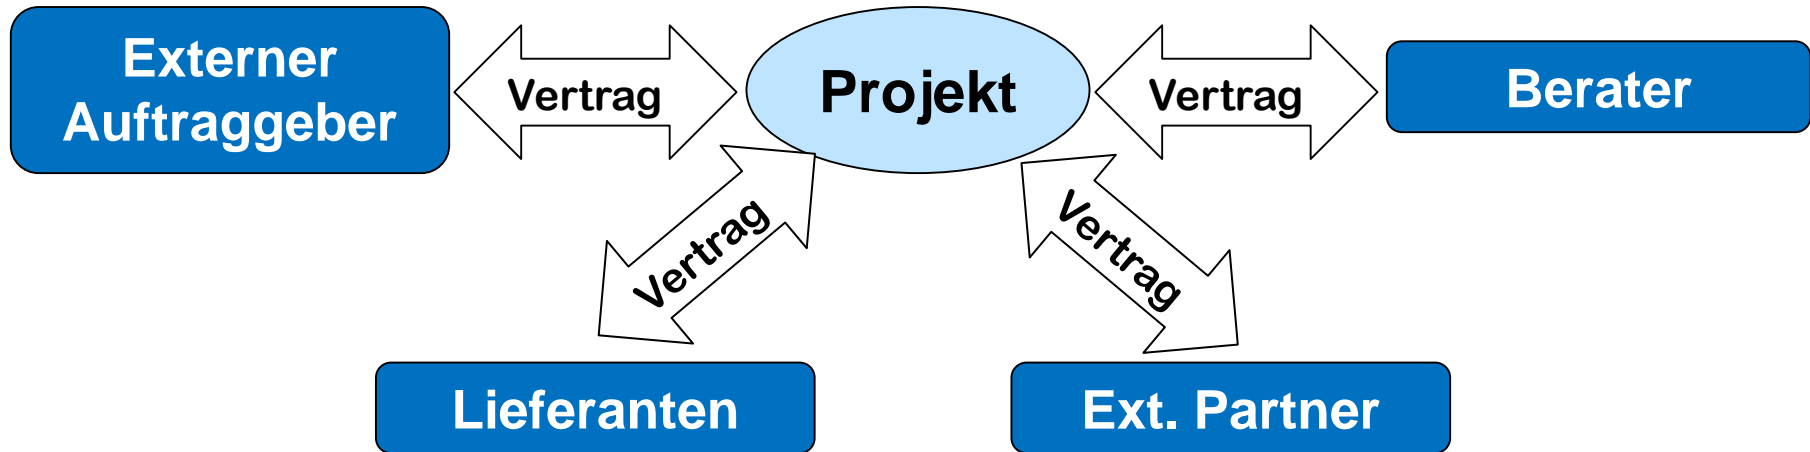 Externer
Auftraggeber
Vertrag
Projekt
Vertrag
Berater
Vertrag
Vertrag
Lieferanten
Ext. Partner